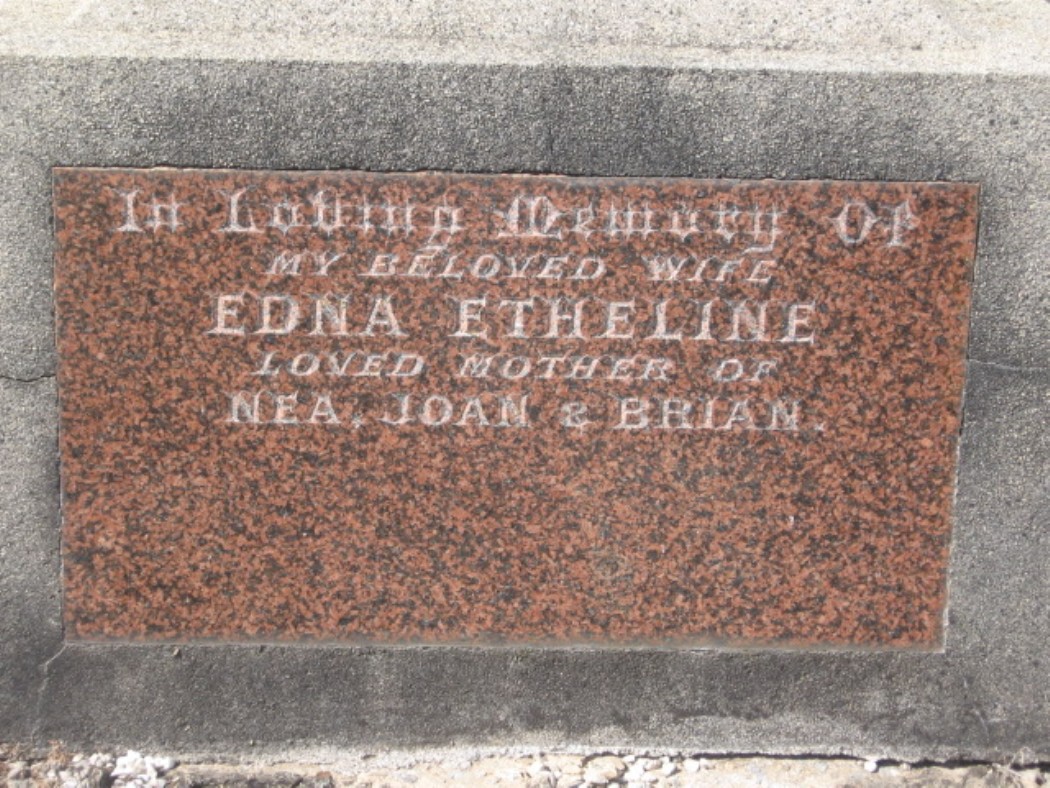 In Loving Memory Of
MY BELOVED WIFE
EDNA ETHELINE
LOVED MOTHER OF
NEA, JOAN & BRIAN.